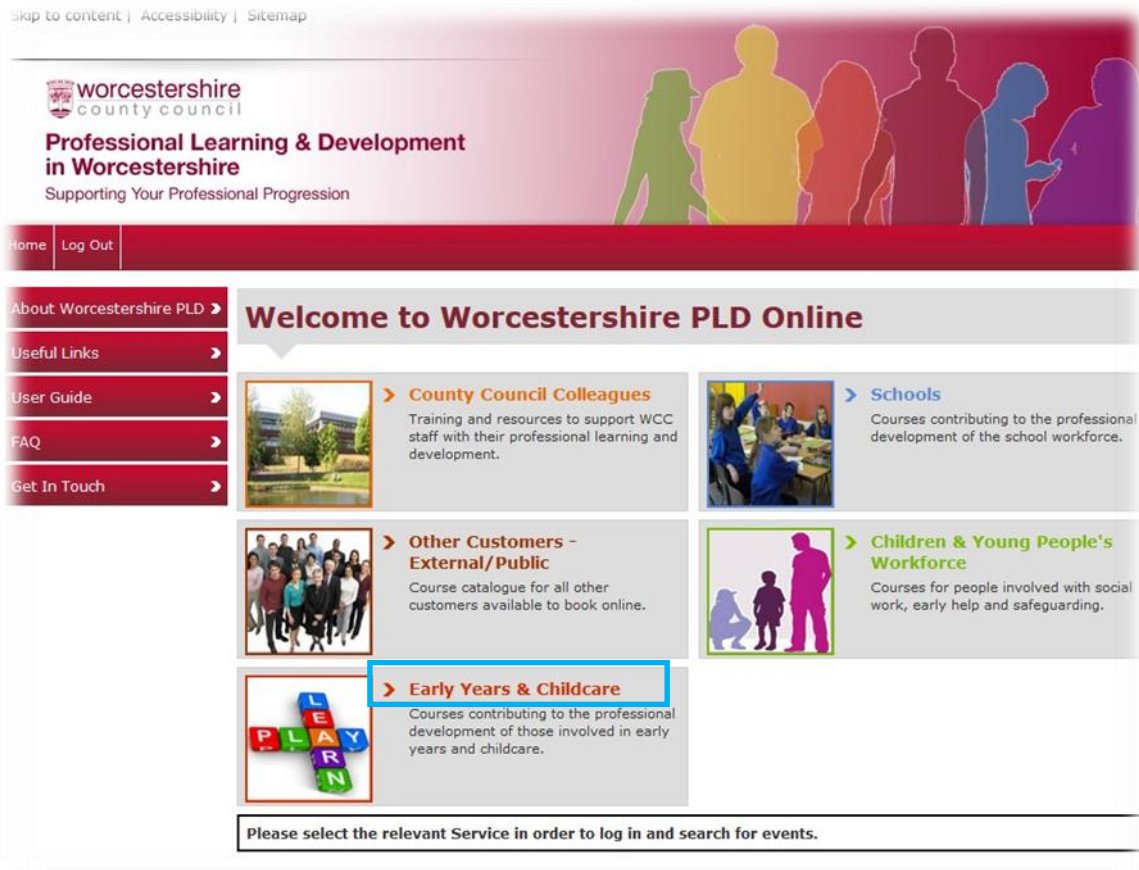 Skip to content | Accessibility | Sitemap
worcestershire
county council
Professional Learning & Development
in Worcestershire
Supporting Your Professional Progression
Home Log Out
About Worcestershire PLD
Useful Links
User Guide
FAQ
Get In Touch
Welcome to Worcestershire PLD Online
County Council Colleagues
Training and resources to support WCC
staff with their professional learning and
development.
Schools
Courses contributing to the professional
development of the school workforce.
Other Customers -
External/Public
Course catalogue for all other
customers available to book online.
Children & Young People's
Workforce
Courses for people involved with social
work, early help and safeguarding.
L
E
P L A Y
R
N
Early Years & Childcare
Courses contributing to the professional
development of those involved in early
years and childcare.
Please select the relevant Service in order to log in and search for events.